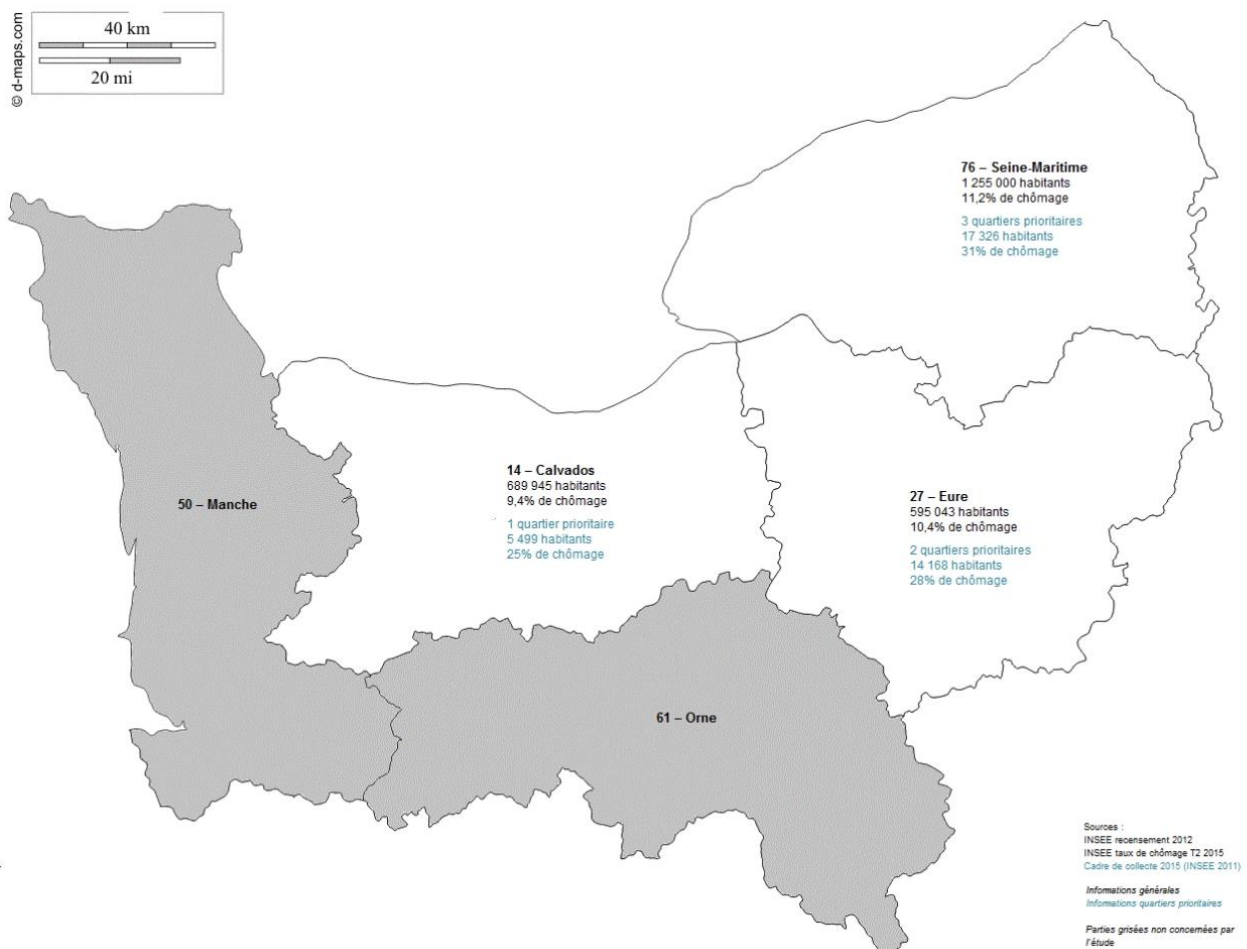 © d-maps.com
40 km
20 mi
76 – Seine-Maritime
1 255 000 habitants
11,2% de chômage
3 quartiers prioritaires
17 326 habitants
31% de chômage
14 – Calvados
689 945 habitants
9,4% de chômage
1 quartier prioritaire
5 499 habitants
25% de chômage
50 – Manche
27 – Eure
595 043 habitants
10,4% de chômage
2 quartiers prioritaires
14 168 habitants
28% de chômage
61 – Orne
Sources :
INSEE recensement 2012
INSEE taux de chômage T2 2015
Cadre de collecte 2015 (INSEE 2011)
Informations générales
Informations quartiers prioritaires
Parties grisées non concernées par
l'étude